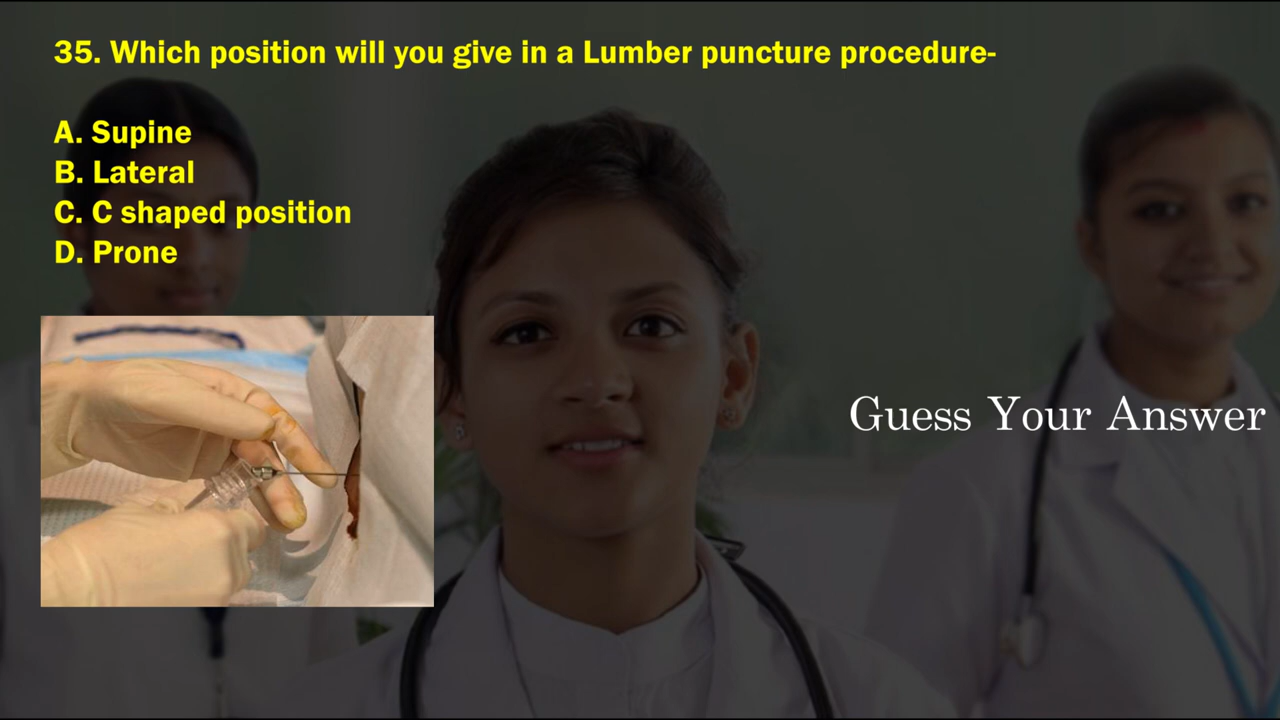 35. Which position will you give in a Lumber puncture procedure-
A. Supine
B. Lateral
C. C shaped position
D. Prone
Guess Your Answer